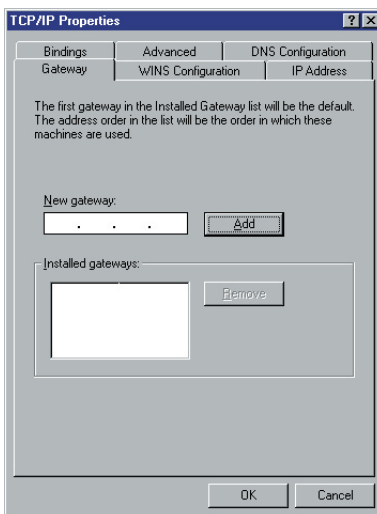 TCP/IP Properties
Bindings Advanced DNS Configuration
Gateway WINS Configuration IP Address
The first gateway in the Installed Gateway list will be the default.
The address order in the list will be the order in which these
machines are used.
New gateway:
. . . Add
Installed gateways:
Remove
OK Cancel